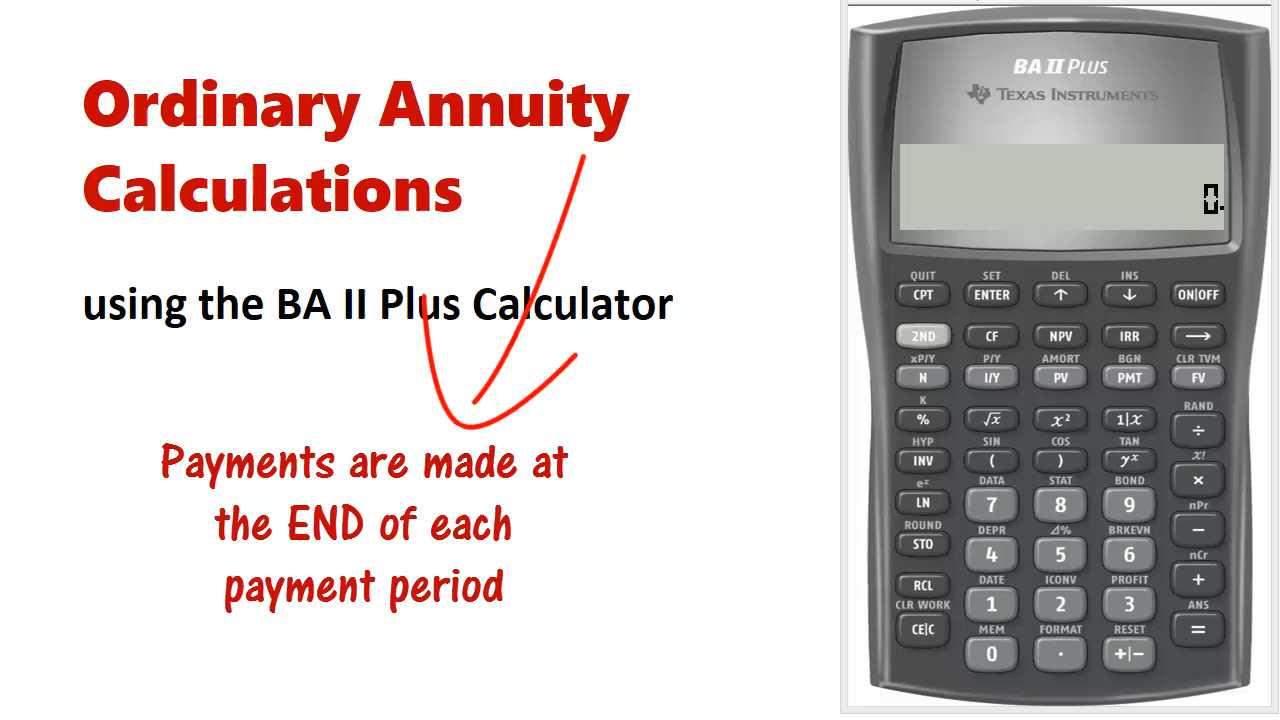 Ordinary Annuity
Calculations
using the BA II Plus Calculator
Payments are made at
the END of each
payment period
BA II PLUS
TEXAS INSTRUMENTS
0.
QUIT SET DEL INS
CPT ENTER ↑ ↓ ON|OFF
2ND CF NPV IRR →
xP/Y P/Y AMORT BGN CLR TVM
N I/Y PV PMT FV
K RAND
% √x x² 1|x ÷
HYP SIN COS TAN x!
INV ( ) yˣ ×
eˣ DATA STAT BOND nPr
LN 7 8 9 −
ROUND DEPR Δ% BRKEVN nCr
STO 4 5 6 +
DATE ICONV PROFIT ANS
RCL 1 2 3 =
CLR WORK MEM FORMAT RESET
CE|C 0 . +|−